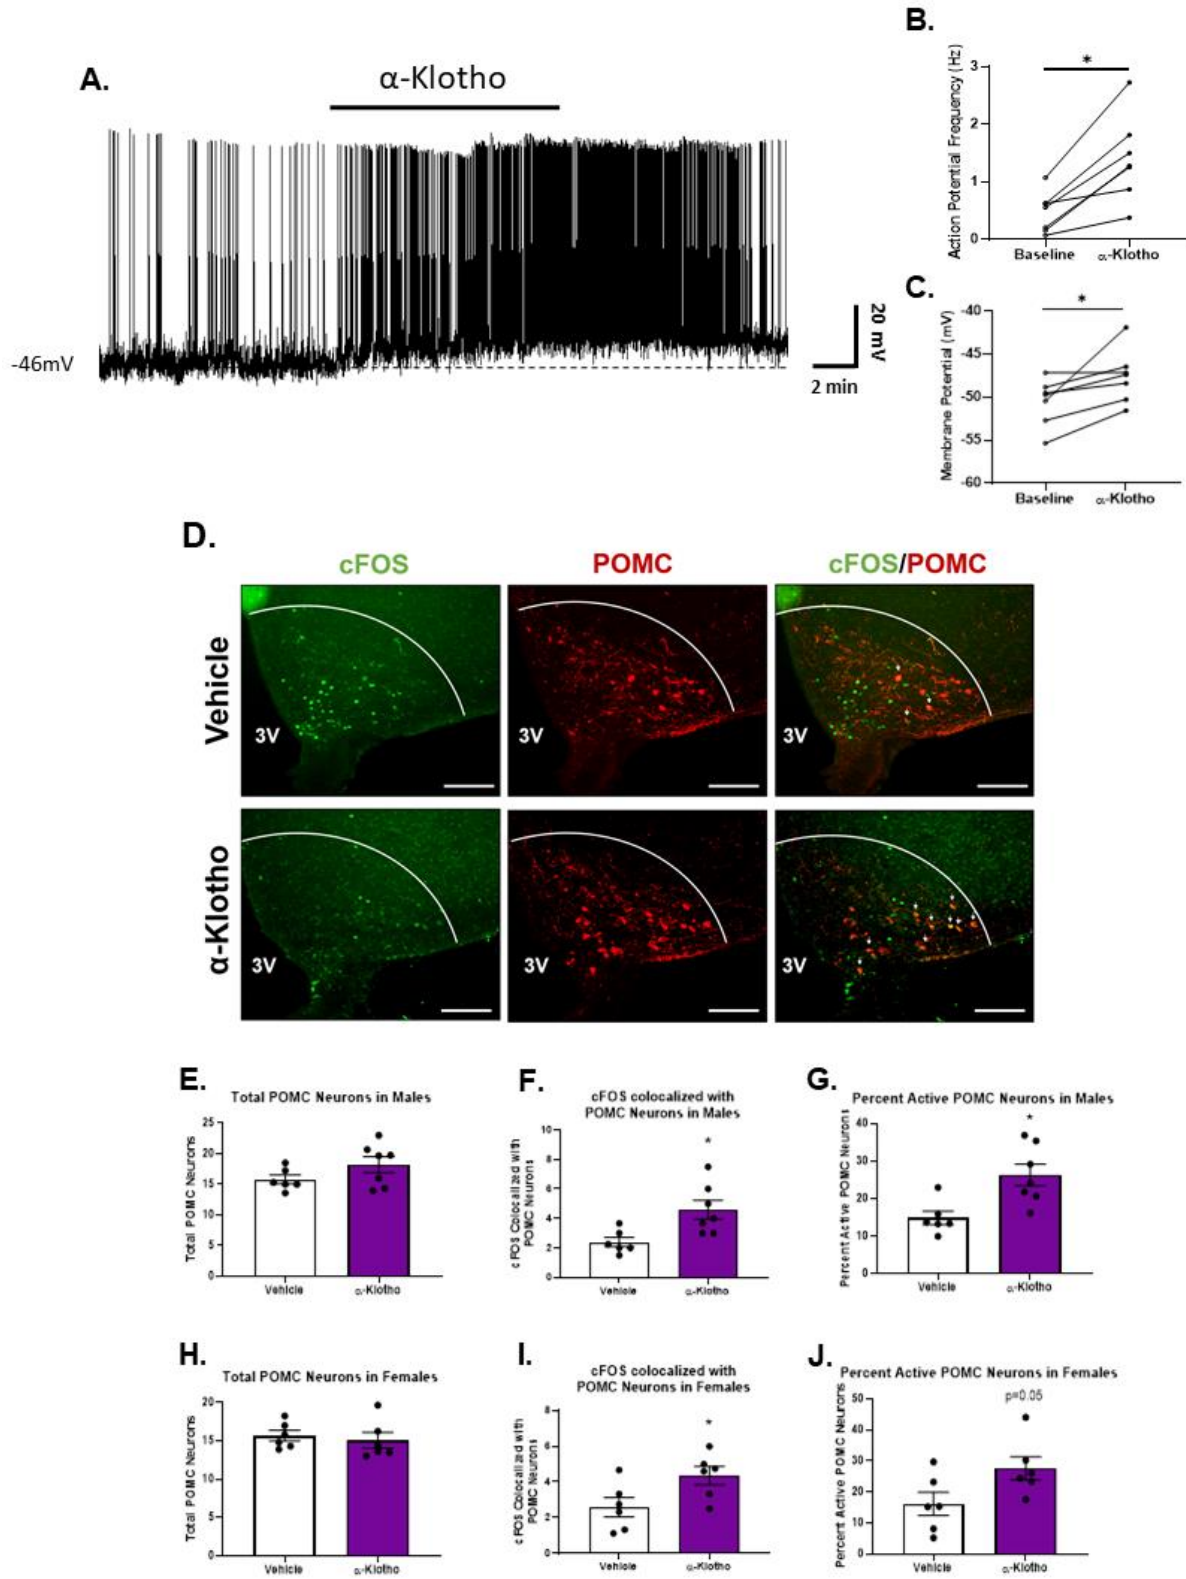 A.
α-Klotho
-46mV
20 mV
2 min
B.
Action Potential Frequency (Hz)
3
2
1
0
*
Baseline α-Klotho
C.
Membrane Potential (mV)
-40
-45
-50
-55
-60
*
Baseline α-Klotho
D.
cFOS POMC cFOS/POMC
Vehicle
3V 3V 3V
α-Klotho
3V 3V 3V
E.
Total POMC Neurons in Males
Total POMC Neurons
25
20
15
10
5
0
Vehicle α-Klotho
F.
cFOS colocalized with
POMC Neurons in Males
cFOS Colocalized with
POMC Neurons
10
8
6
4
2
0
*
Vehicle α-Klotho
G.
Percent Active POMC Neurons in Males
Percent Active POMC Neurons
40
30
20
10
0
*
Vehicle α-Klotho
H.
Total POMC Neurons in Females
Total POMC Neurons
20
15
10
5
0
Vehicle α-Klotho
I.
cFOS colocalized with
POMC Neurons in Females
cFOS Colocalized with
POMC Neurons
8
6
4
2
0
*
Vehicle α-Klotho
J.
Percent Active POMC Neurons in Females
Percent Active POMC Neurons
50
40
30
20
10
0
p=0.05
Vehicle α-Klotho